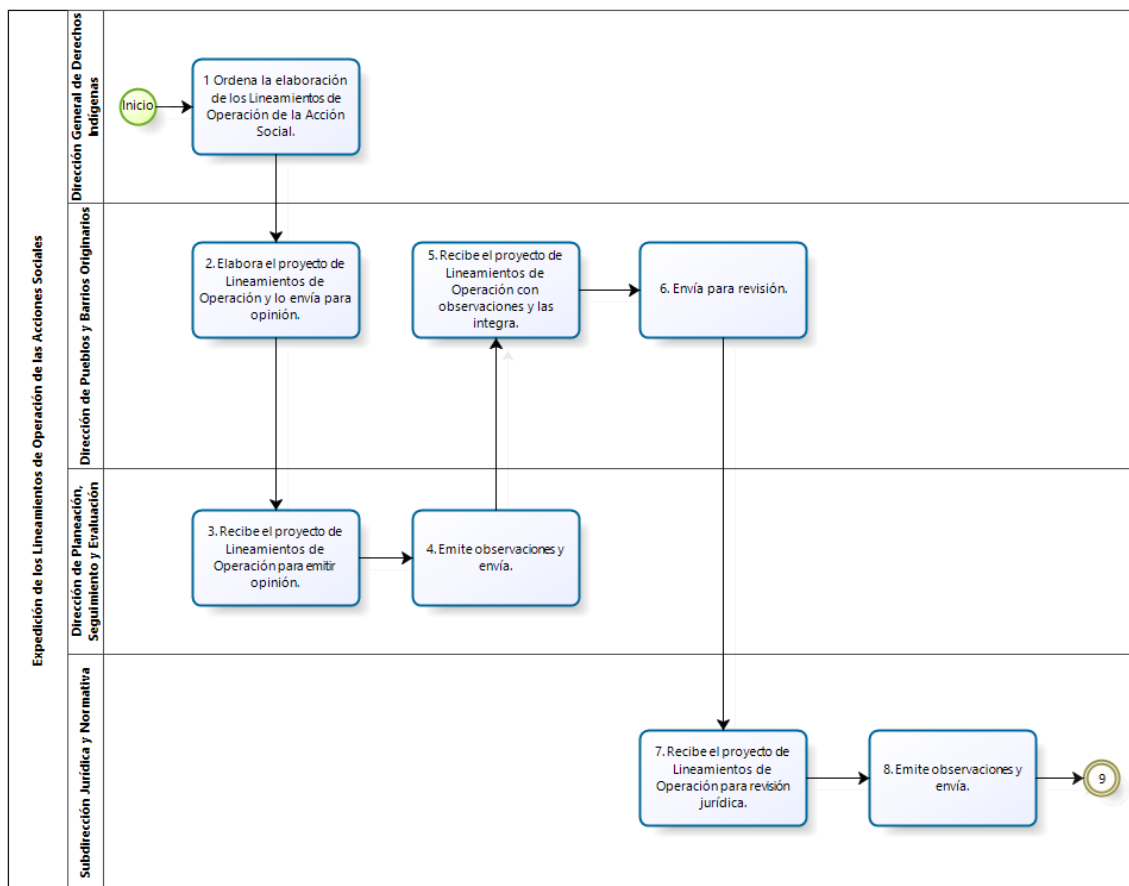 Expedición de los Lineamientos de Operación de las Acciones Sociales
Dirección General de Derechos
Indígenas
Inicio
1 Ordena la elaboración
de los Lineamientos de
Operación de la Acción
Social.
Dirección de Pueblos y Barrios Originarios
2. Elabora el proyecto de
Lineamientos de
Operación y lo envía para
opinión.
5. Recibe el proyecto de
Lineamientos de
Operación con
observaciones y las
integra.
6. Envía para revisión.
Dirección de Planeación,
Seguimiento y Evaluación
3. Recibe el proyecto de
Lineamientos de
Operación para emitir
opinión.
4. Emite observaciones y
envía.
Subdirección Jurídica y Normativa
7. Recibe el proyecto de
Lineamientos de
Operación para revisión
jurídica.
8. Emite observaciones y
envía.
9